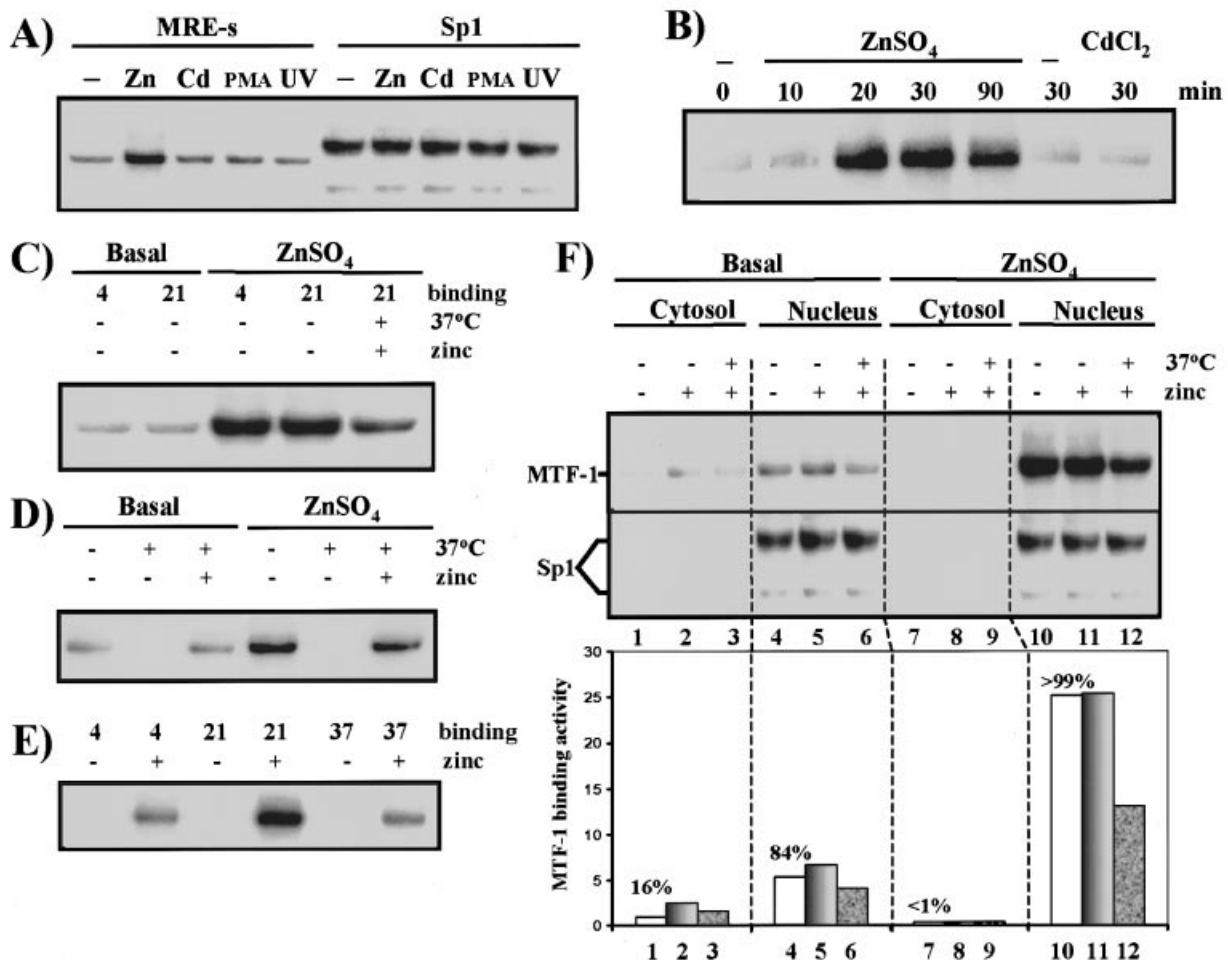 A)
MRE-s Sp1
– Zn Cd PMA UV – Zn Cd PMA UV
B)
ZnSO4 CdCl2
– –
0 10 20 30 90 30 30 min
C)
Basal ZnSO4
4 21 4 21 21 binding
- - - - + 37°C
- - - - + zinc
D)
Basal ZnSO4
- + + - + + 37°C
- - + - - + zinc
E)
4 4 21 21 37 37 binding
- + - + - + zinc
F)
Basal ZnSO4
Cytosol Nucleus Cytosol Nucleus
- - + - - + - - + - - + 37°C
- + + - + + - + + - + + zinc
MTF-1
Sp1
1 2 3 4 5 6 7 8 9 10 11 12
MTF-1 binding activity
30
25
20
15
10
5
0
16%
84%
<1%
>99%
1 2 3 4 5 6 7 8 9 10 11 12